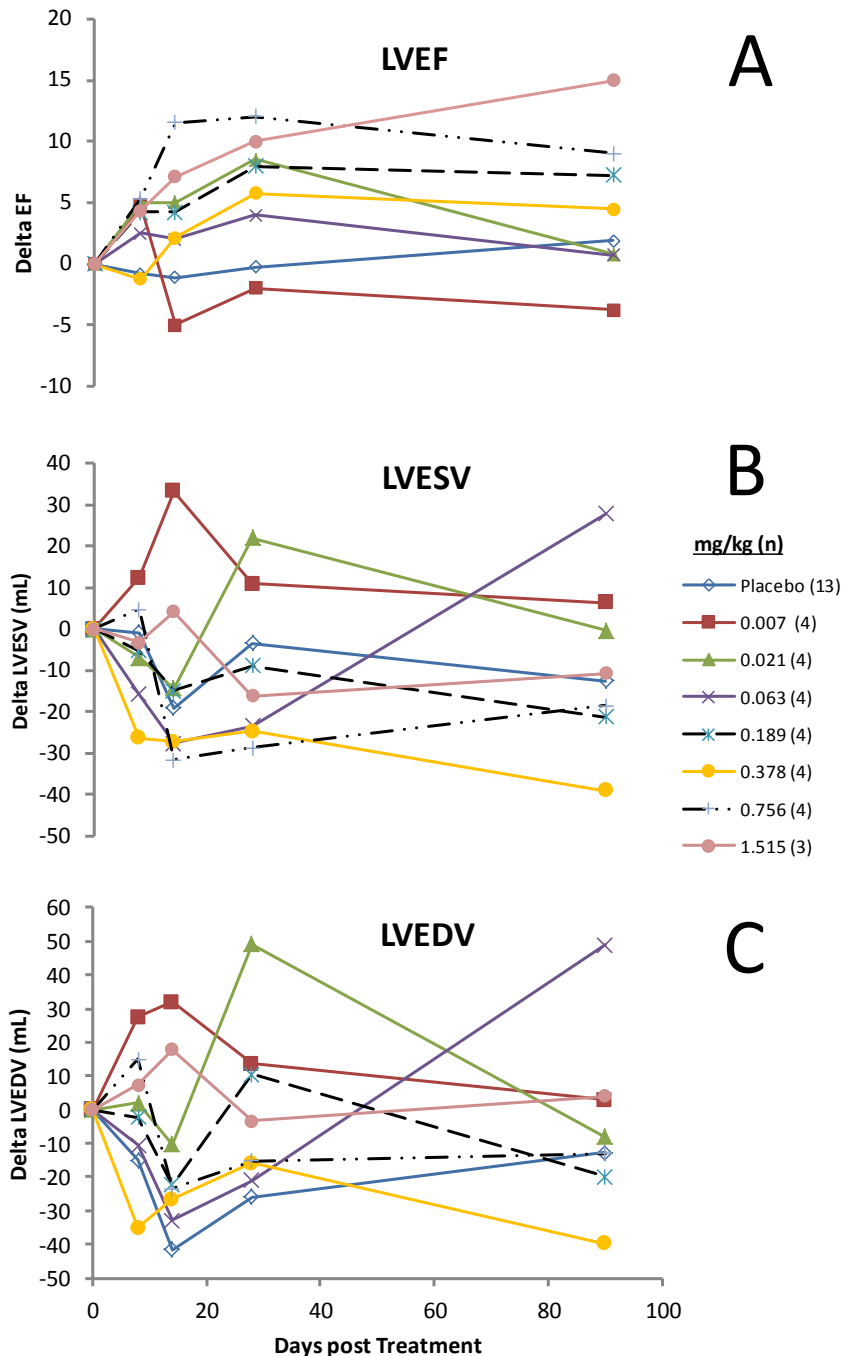 LVEF
A
Delta EF
20
15
10
5
0
-5
-10
LVESV
B
Delta LVESV (mL)
40
30
20
10
0
-10
-20
-30
-40
-50
mg/kg (n)
Placebo (13)
0.007 (4)
0.021 (4)
0.063 (4)
0.189 (4)
0.378 (4)
0.756 (4)
1.515 (3)
LVEDV
C
Delta LVEDV (mL)
60
50
40
30
20
10
0
-10
-20
-30
-40
-50
0 20 40 60 80 100
Days post Treatment